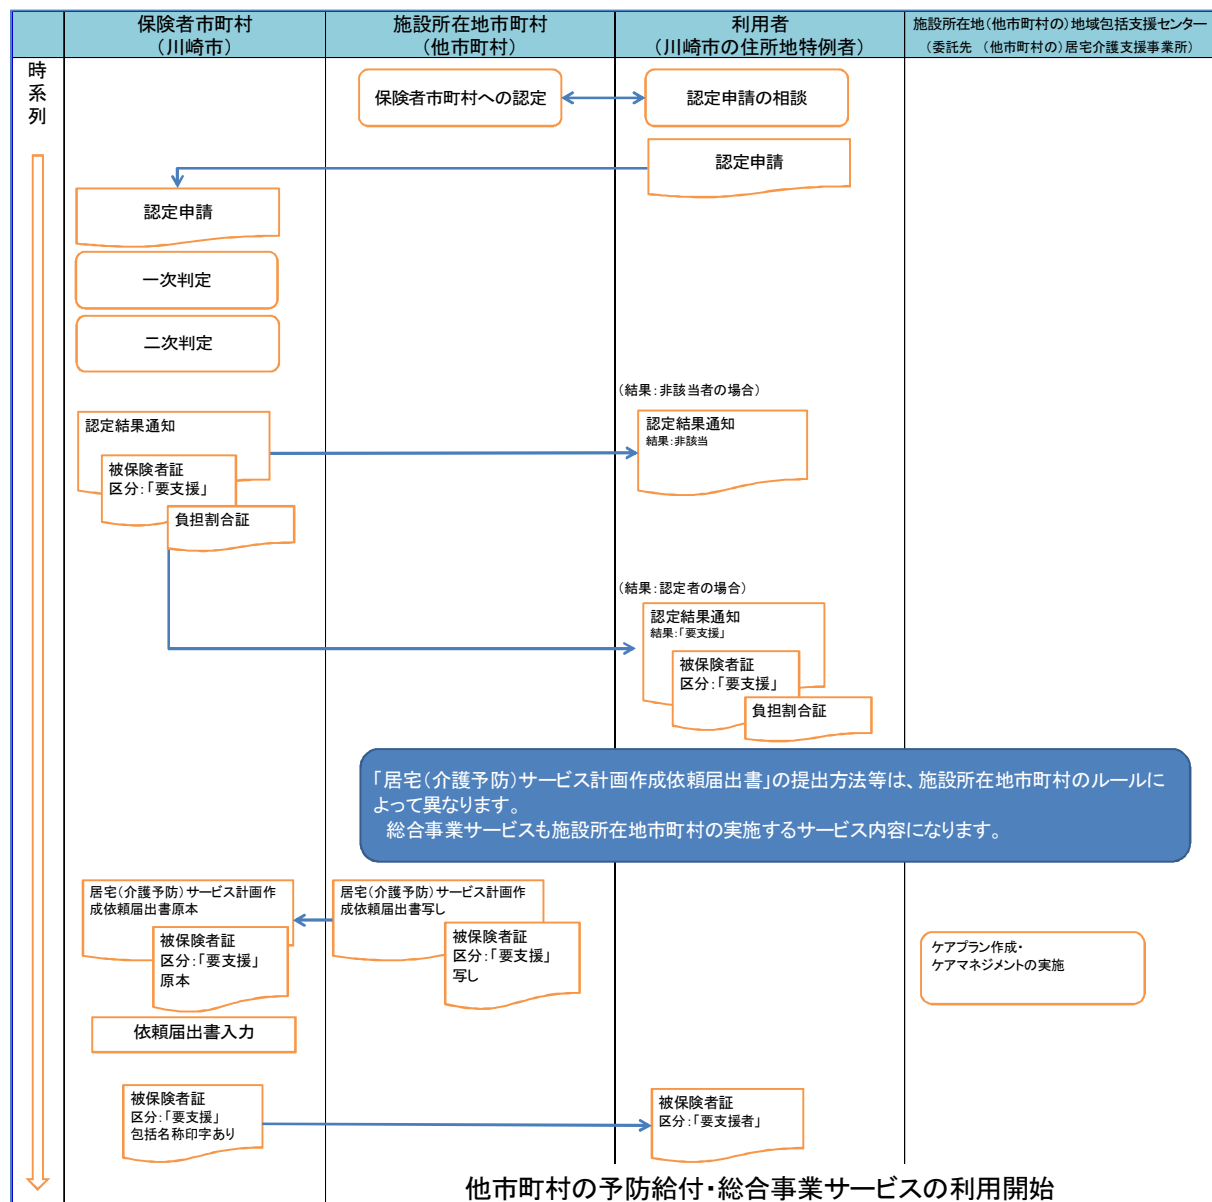 保険者市町村
（川崎市）
施設所在地市町村
（他市町村）
利用者
（川崎市の住所地特例者）
施設所在地（他市町村の）地域包括支援センター
（委託先　（他市町村の）居宅介護支援事業所）
時系列
保険者市町村への認定
認定申請の相談
認定申請
認定申請
一次判定
二次判定
（結果：非該当者の場合）
認定結果通知
被保険者証
区分：「要支援」
負担割合証
認定結果通知
結果：非該当
（結果：認定者の場合）
認定結果通知
結果：「要支援」
被保険者証
区分：「要支援」
負担割合証
「居宅（介護予防）サービス計画作成依頼届出書」の提出方法等は、施設所在地市町村のルールに
よって異なります。
総合事業サービスも施設所在地市町村の実施するサービス内容になります。
居宅（介護予防）サービス計画作
成依頼届出書原本
被保険者証
区分：「要支援」
原本
居宅（介護予防）サービス計画作
成依頼届出書写し
被保険者証
区分：「要支援」
写し
ケアプラン作成・
ケアマネジメントの実施
依頼届出書入力
被保険者証
区分：「要支援」
包括名称印字あり
被保険者証
区分：「要支援者」
他市町村の予防給付・総合事業サービスの利用開始